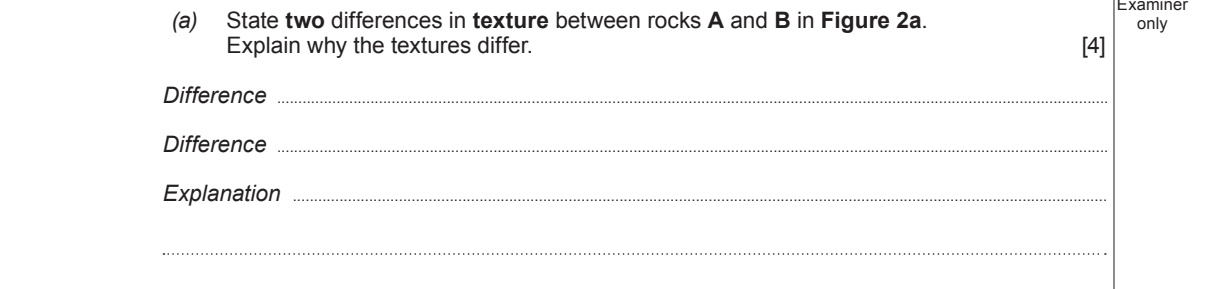 Examiner
only
(a) State two differences in texture between rocks A and B in Figure 2a.
Explain why the textures differ. [4]
Difference
Difference
Explanation